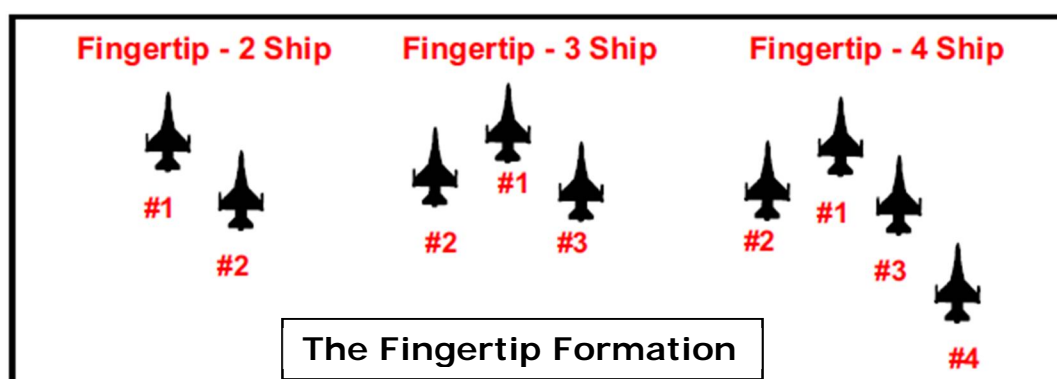 Fingertip - 2 Ship
Fingertip - 3 Ship
Fingertip - 4 Ship
#1
#2
#1
#2
#3
#1
#2
#3
#4
The Fingertip Formation